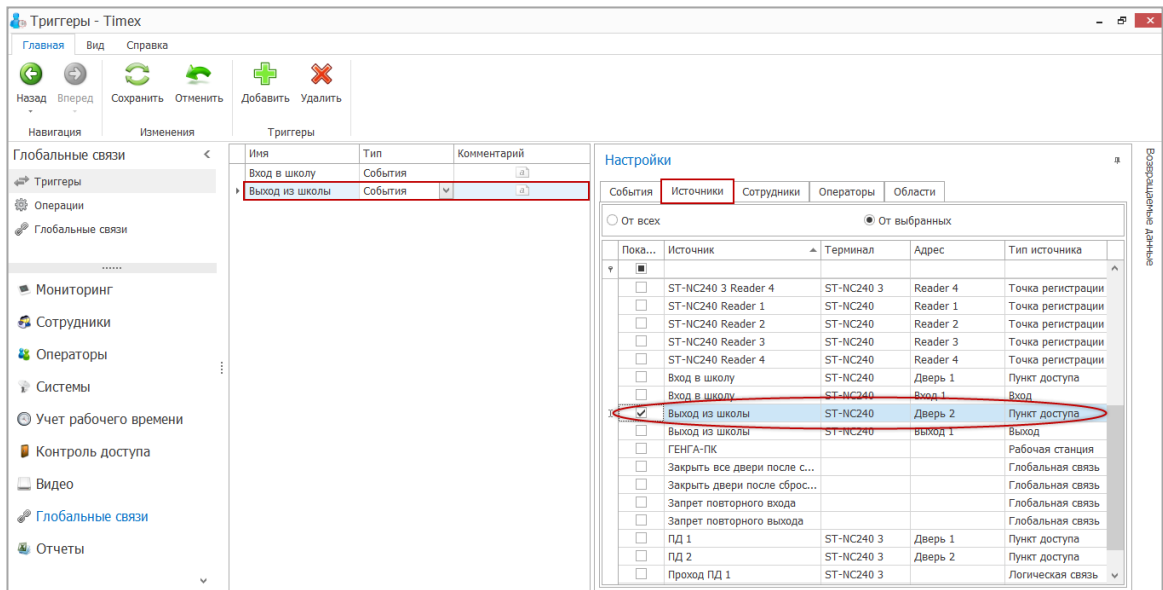 Триггеры - Timex
Главная Вид Справка
Назад Вперед Сохранить Отменить Добавить Удалить
Навигация Изменения Триггеры
Глобальные связи
Триггеры
Операции
Глобальные связи
Мониторинг
Сотрудники
Операторы
Системы
Учет рабочего времени
Контроль доступа
Видео
Глобальные связи
Отчеты
Имя Тип Комментарий
Вход в школу События a
Выход из школы События a
Настройки
События Источники Сотрудники Операторы Области
От всех От выбранных
Пока... Источник Терминал Адрес Тип источника
ST-NC240 3 Reader 4 ST-NC240 3 Reader 4 Точка регистрации
ST-NC240 Reader 1 ST-NC240 Reader 1 Точка регистрации
ST-NC240 Reader 2 ST-NC240 Reader 2 Точка регистрации
ST-NC240 Reader 3 ST-NC240 Reader 3 Точка регистрации
ST-NC240 Reader 4 ST-NC240 Reader 4 Точка регистрации
Вход в школу ST-NC240 Дверь 1 Пункт доступа
Вход в школу ST-NC240 Вход 1 Вход
Выход из школы ST-NC240 Дверь 2 Пункт доступа
Выход из школы ST-NC240 Выход 1 Выход
ГЕНГА-ПК Рабочая станция
Закрыть все двери после с... Глобальная связь
Закрыть двери после сброс... Глобальная связь
Запрет повторного входа Глобальная связь
Запрет повторного выхода Глобальная связь
ПД 1 ST-NC240 3 Дверь 1 Пункт доступа
ПД 2 ST-NC240 3 Дверь 2 Пункт доступа
Проход ПД 1 ST-NC240 3 Логическая связь
Возвращаемые данные